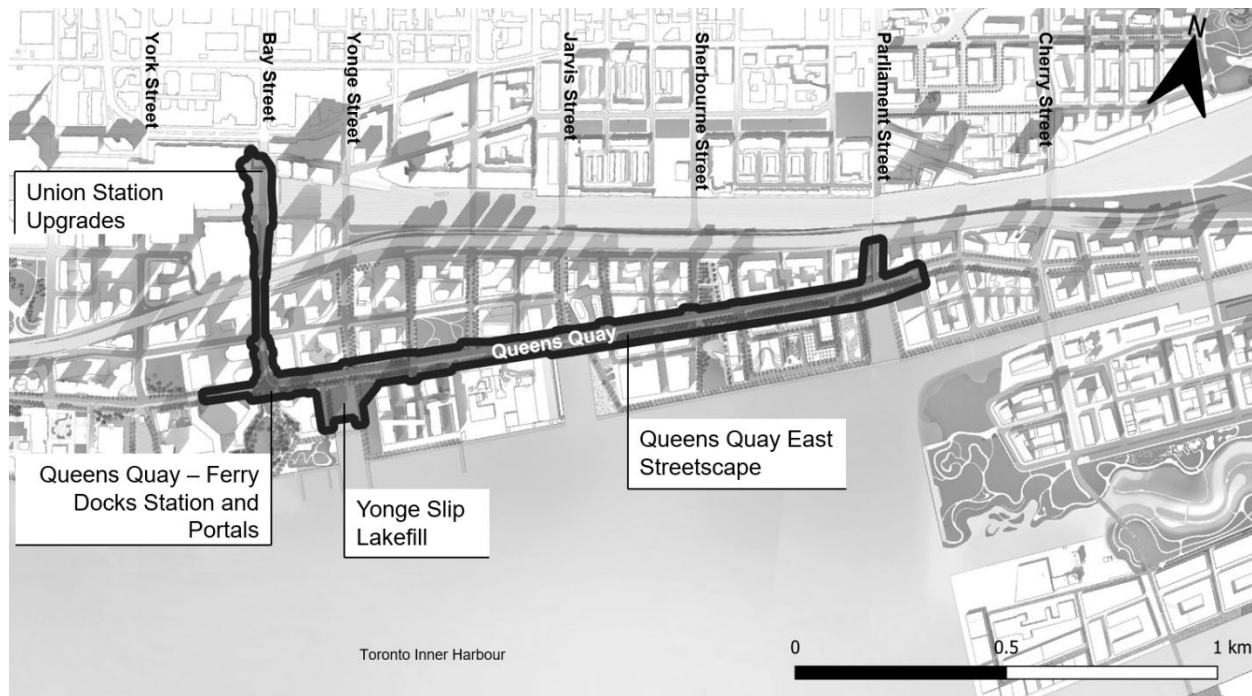 York Street
Bay Street
Yonge Street
Jarvis Street
Sherbourne Street
Parliament Street
Cherry Street
N
Union Station
Upgrades
Queens Quay
Queens Quay – Ferry
Docks Station and
Portals
Yonge Slip
Lakefill
Queens Quay East
Streetscape
Toronto Inner Harbour
0
0.5
1 km